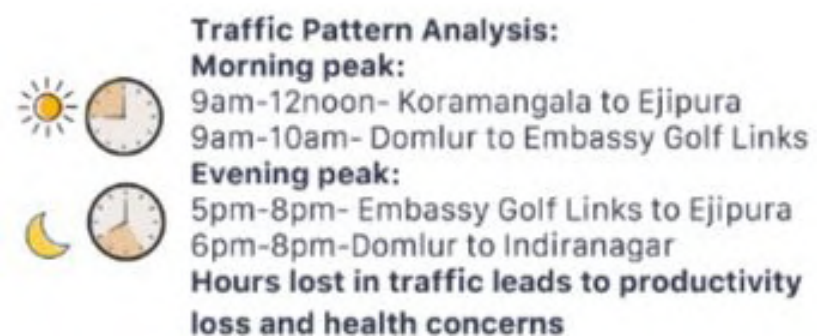 Traffic Pattern Analysis:
Morning peak:
9am-12noon- Koramangala to Ejipura
9am-10am- Domlur to Embassy Golf Links
Evening peak:
5pm-8pm- Embassy Golf Links to Ejipura
6pm-8pm-Domlur to Indiranagar
Hours lost in traffic leads to productivity
loss and health concerns